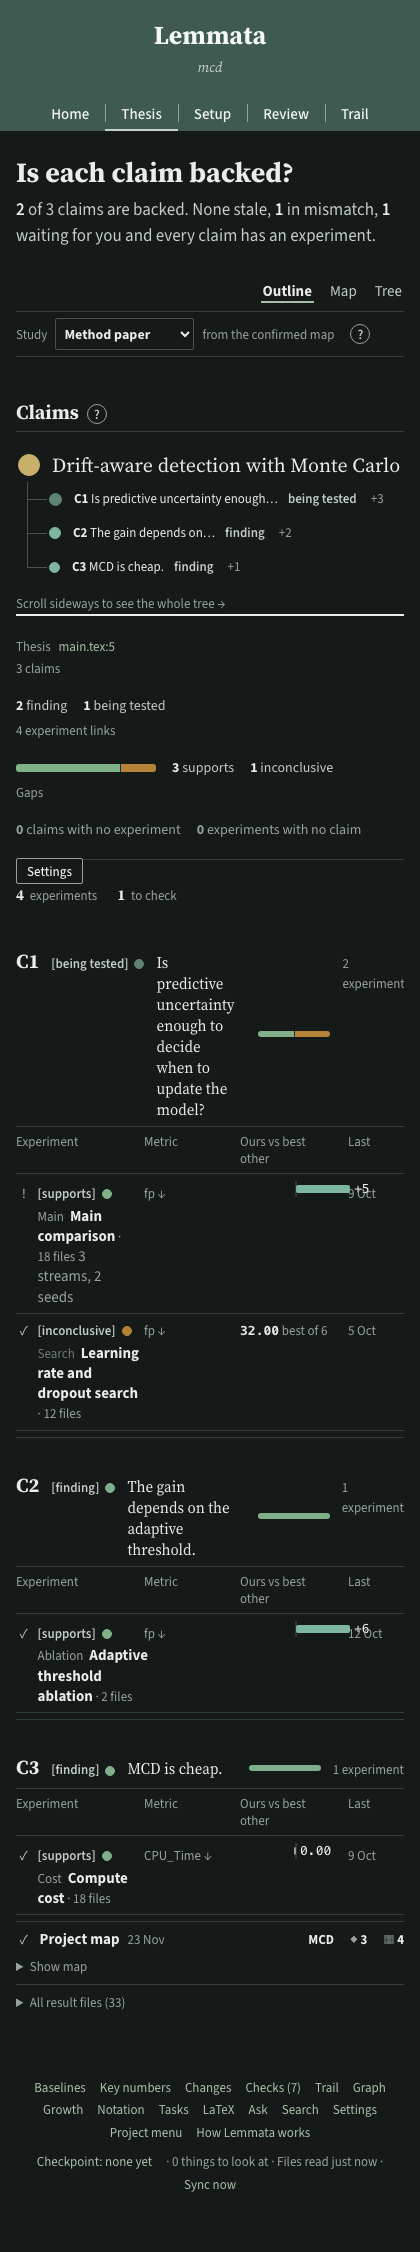 Lemmata
mcd
Home Thesis Setup Review Trail
Is each claim backed?
2 of 3 claims are backed. None stale, 1 in mismatch, 1
waiting for you and every claim has an experiment.
Outline Map Tree
Study Method paper from the confirmed map ?
Claims ?
Drift-aware detection with Monte Carlo
C1 Is predictive uncertainty enough… being tested +3
C2 The gain depends on… finding +2
C3 MCD is cheap. finding +1
Scroll sideways to see the whole tree →
Thesis main.tex:5
3 claims
2 finding 1 being tested
4 experiment links
3 supports 1 inconclusive
Gaps
0 claims with no experiment 0 experiments with no claim
Settings
4 experiments 1 to check
C1 [being tested] Is
predictive
uncertainty
enough to
decide
when to
update the
model?
2
experiment
Experiment Metric Ours vs best
other
Last
! [supports] fp ↓ +5 9 Oct
Main Main
comparison ·
18 files 3
streams, 2
seeds
✓ [inconclusive] fp ↓ 32.00 best of 6 5 Oct
Search Learning
rate and
dropout search
· 12 files
C2 [finding] The gain
depends on the
adaptive
threshold.
1
experiment
Experiment Metric Ours vs best
other
Last
✓ [supports] fp ↓ +6 12 Oct
Ablation Adaptive
threshold
ablation · 2 files
C3 [finding] MCD is cheap. 1 experiment
Experiment Metric Ours vs best
other
Last
✓ [supports] CPU_Time ↓ 0.00 9 Oct
Cost Compute
cost · 18 files
✓ Project map 23 Nov MCD ◆ 3 ▦ 4
▶ Show map
▶ All result files (33)
Baselines Key numbers Changes Checks (7) Trail Graph
Growth Notation Tasks LaTeX Ask Search Settings
Project menu How Lemmata works
Checkpoint: none yet · 0 things to look at · Files read just now ·
Sync now